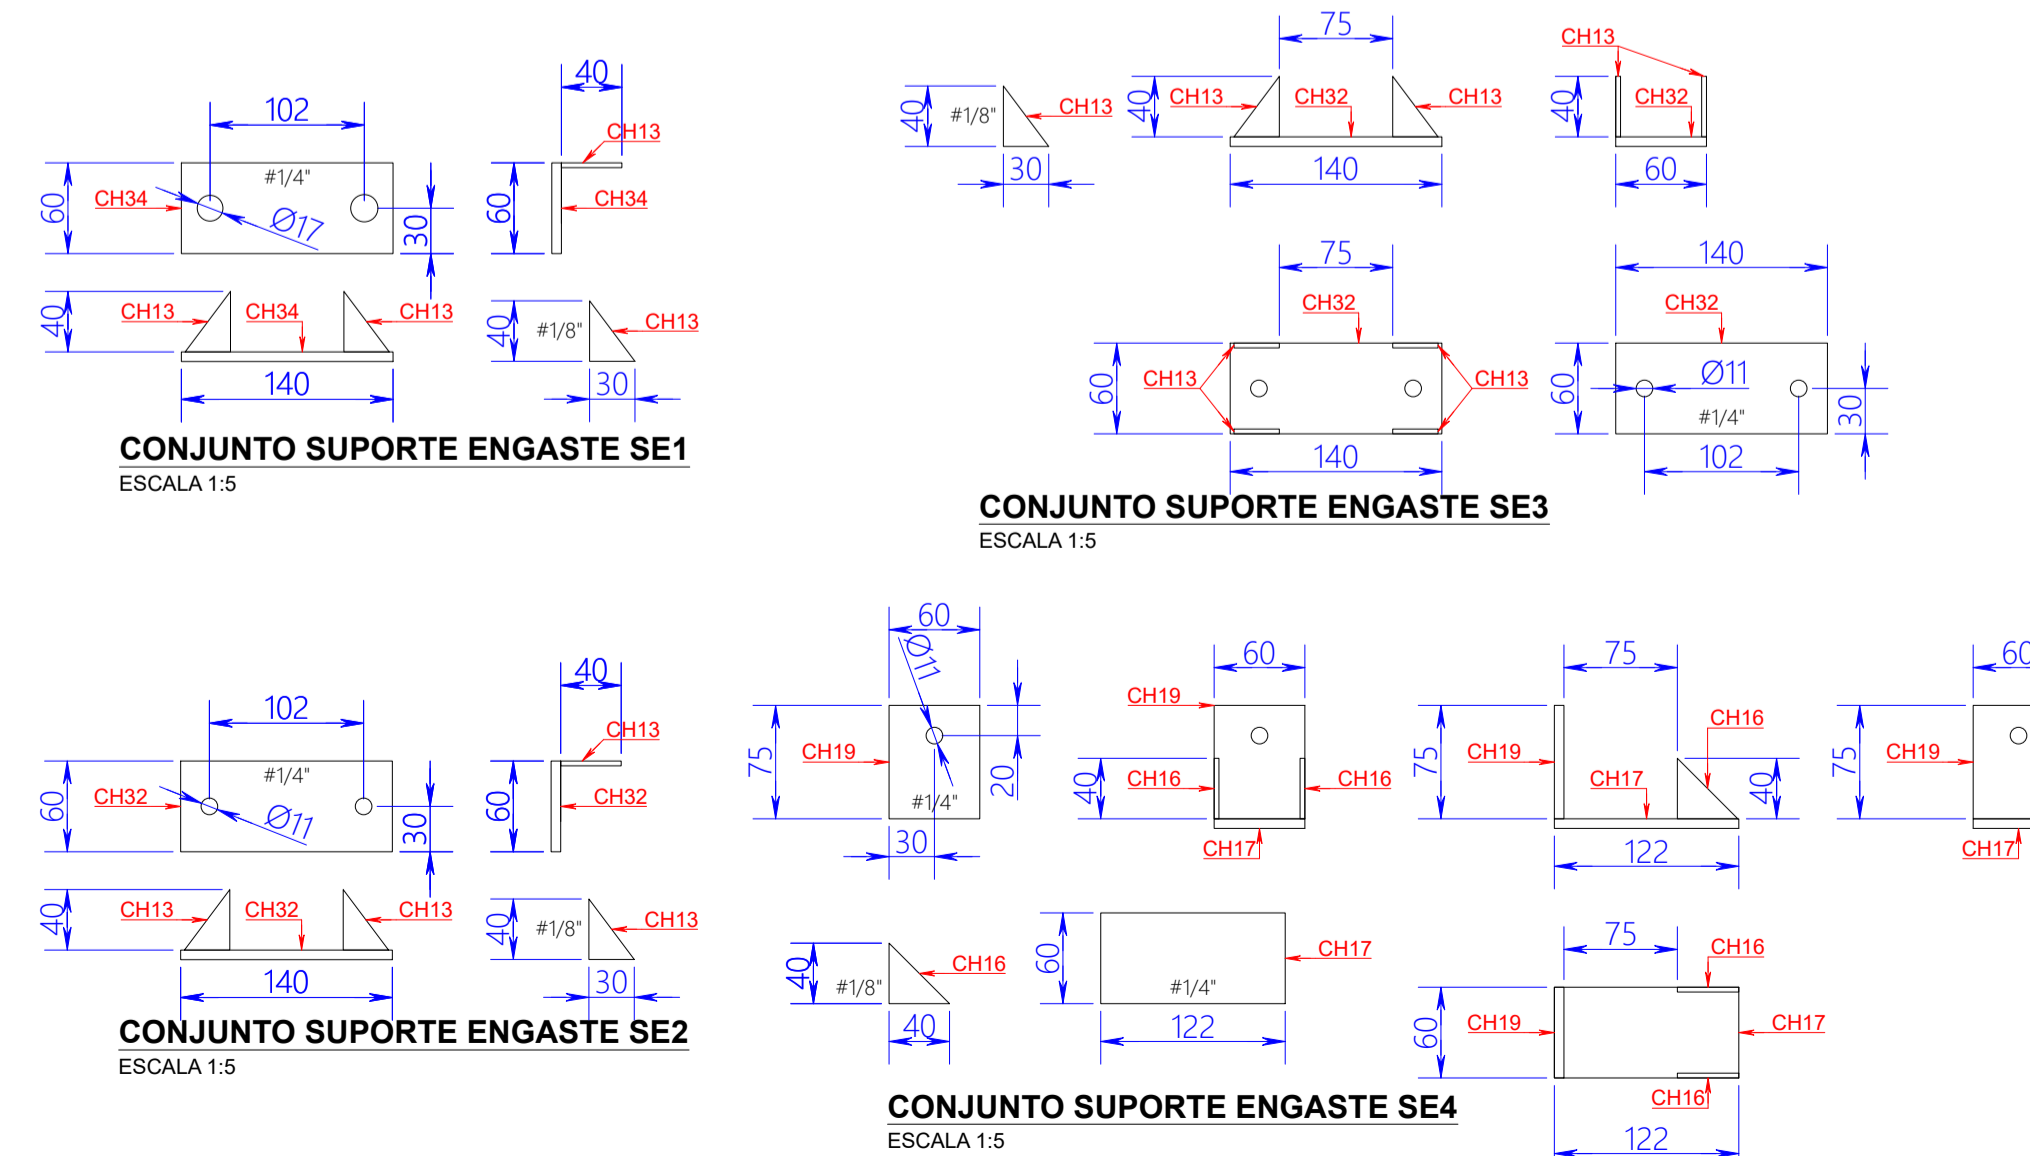 102
40
CH13
#1/4"
60
CH34
Ø17
30
60
CH34
40
CH13
CH34
CH13
140
40
#1/8"
CH13
30
CONJUNTO SUPORTE ENGASTE SE1
ESCALA 1:5
75
CH13
40
#1/8"
CH13
30
40
CH13
CH32
CH13
140
40
CH32
60
75
CH32
60
CH13
CH13
140
140
CH32
60
Ø11
#1/4"
30
102
CONJUNTO SUPORTE ENGASTE SE3
ESCALA 1:5
102
40
CH13
#1/4"
60
CH32
Ø11
30
60
CH32
40
CH13
CH32
CH13
140
40
#1/8"
CH13
30
CONJUNTO SUPORTE ENGASTE SE2
ESCALA 1:5
60
Ø11
75
CH19
20
#1/4"
30
60
CH19
40
CH16
CH16
CH17
75
75
CH19
CH16
CH17
40
122
60
75
CH19
CH17
40
#1/8"
CH16
40
60
CH17
#1/4"
122
75
CH16
60
CH19
CH17
CH16
122
CONJUNTO SUPORTE ENGASTE SE4
ESCALA 1:5